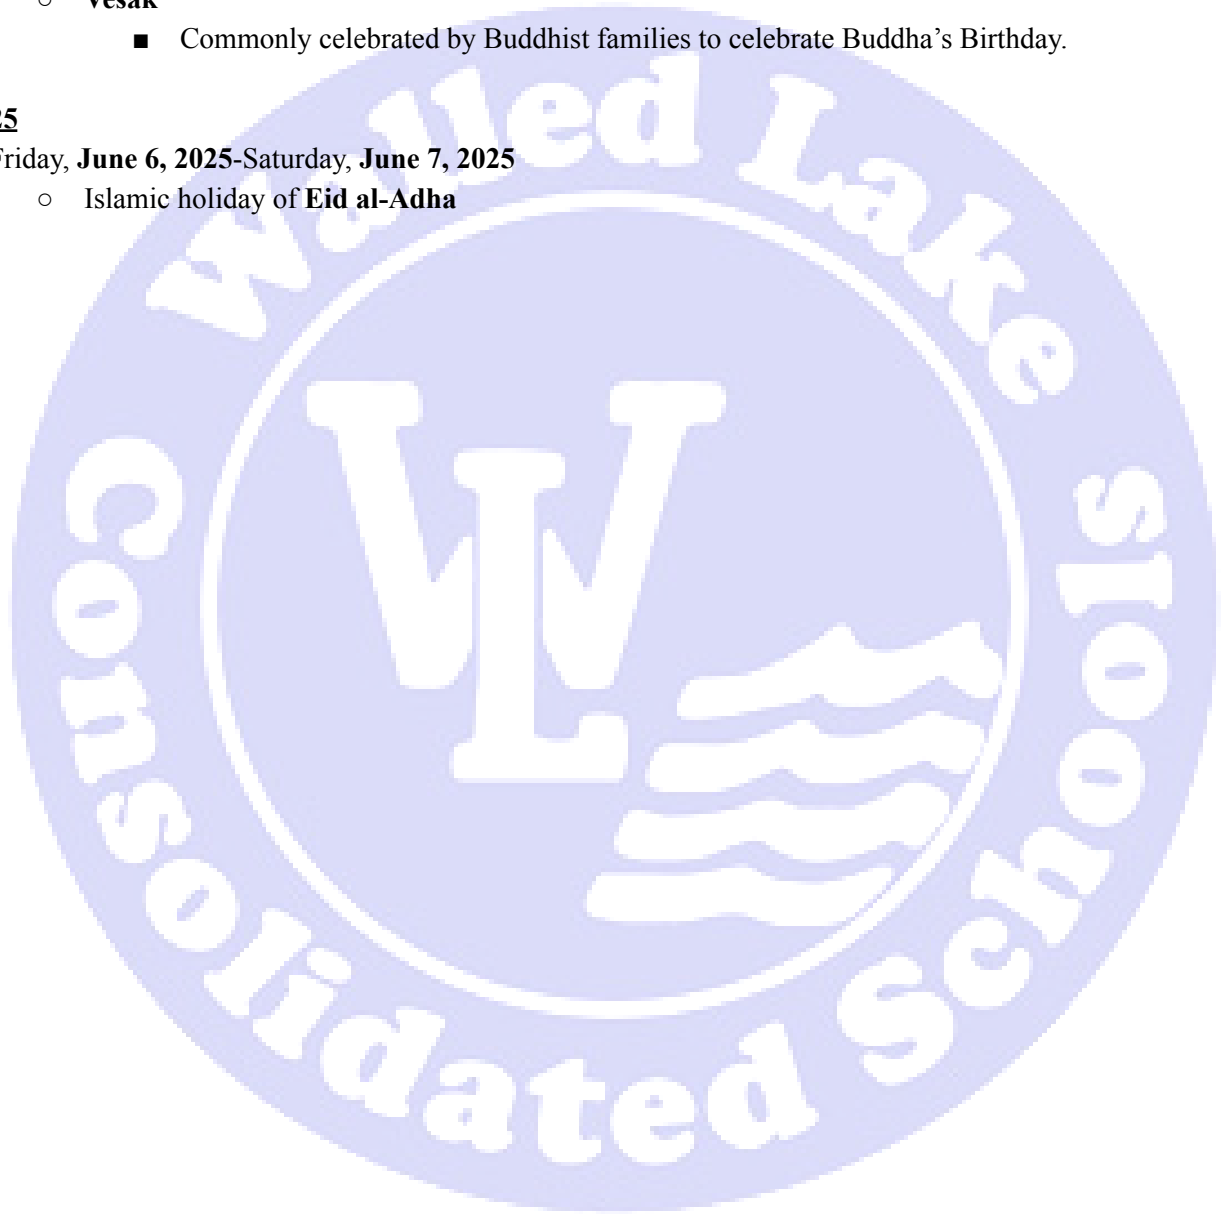 ○ Vesak
■ Commonly celebrated by Buddhist families to celebrate Buddha’s Birthday.
25
Friday, June 6, 2025-Saturday, June 7, 2025
○ Islamic holiday of Eid al-Adha
Walled Lake
WL
Consolidated Schools